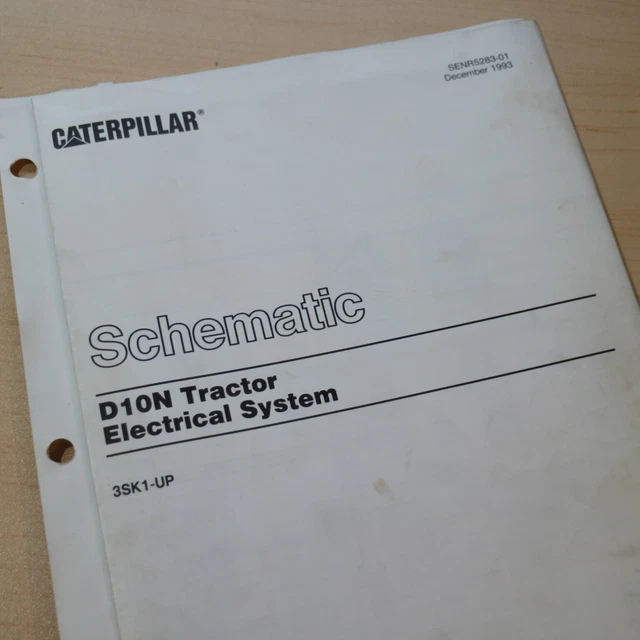 SENR5283-01
December 1993
CATERPILLAR®
Schematic
D10N Tractor
Electrical System
3SK1-UP